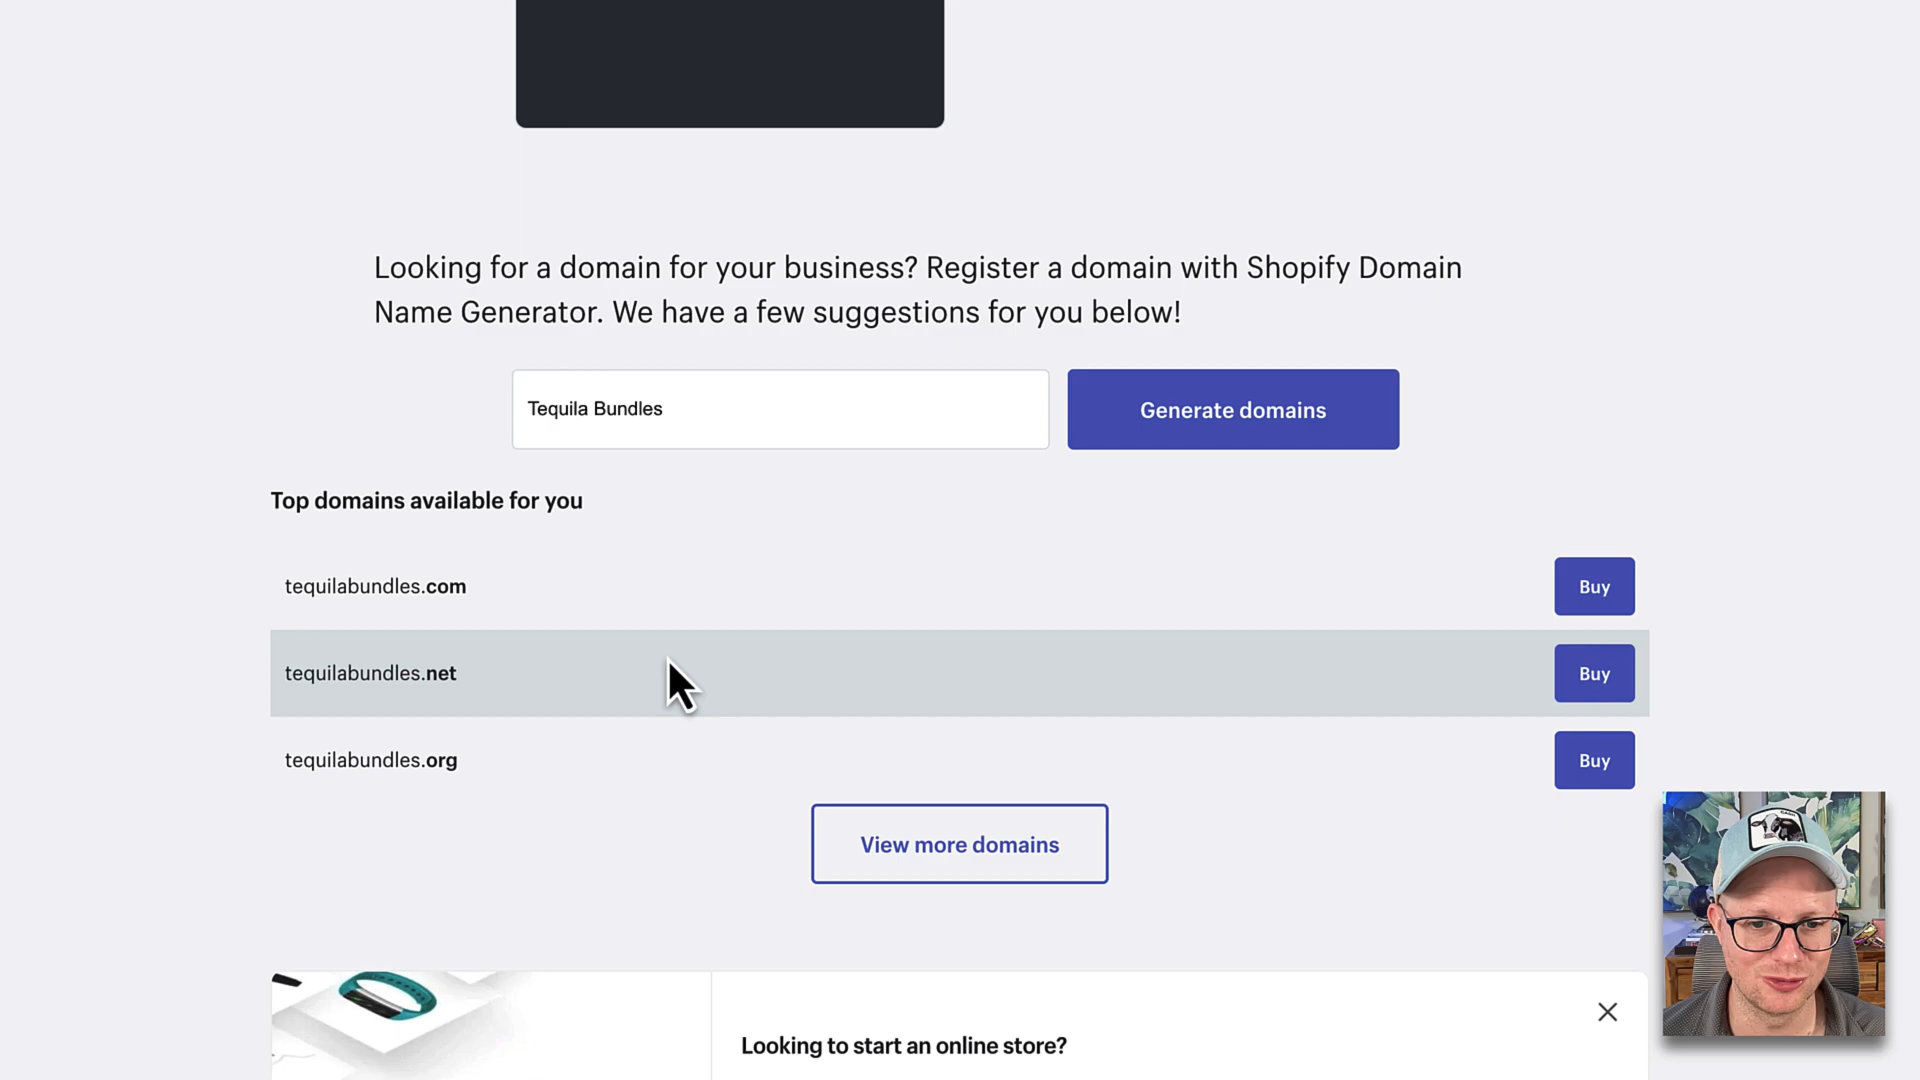 Looking for a domain for your business? Register a domain with Shopify Domain
Name Generator. We have a few suggestions for you below!
Tequila Bundles
Generate domains
Top domains available for you
tequilabundles.com
Buy
tequilabundles.net
Buy
tequilabundles.org
Buy
View more domains
Looking to start an online store?